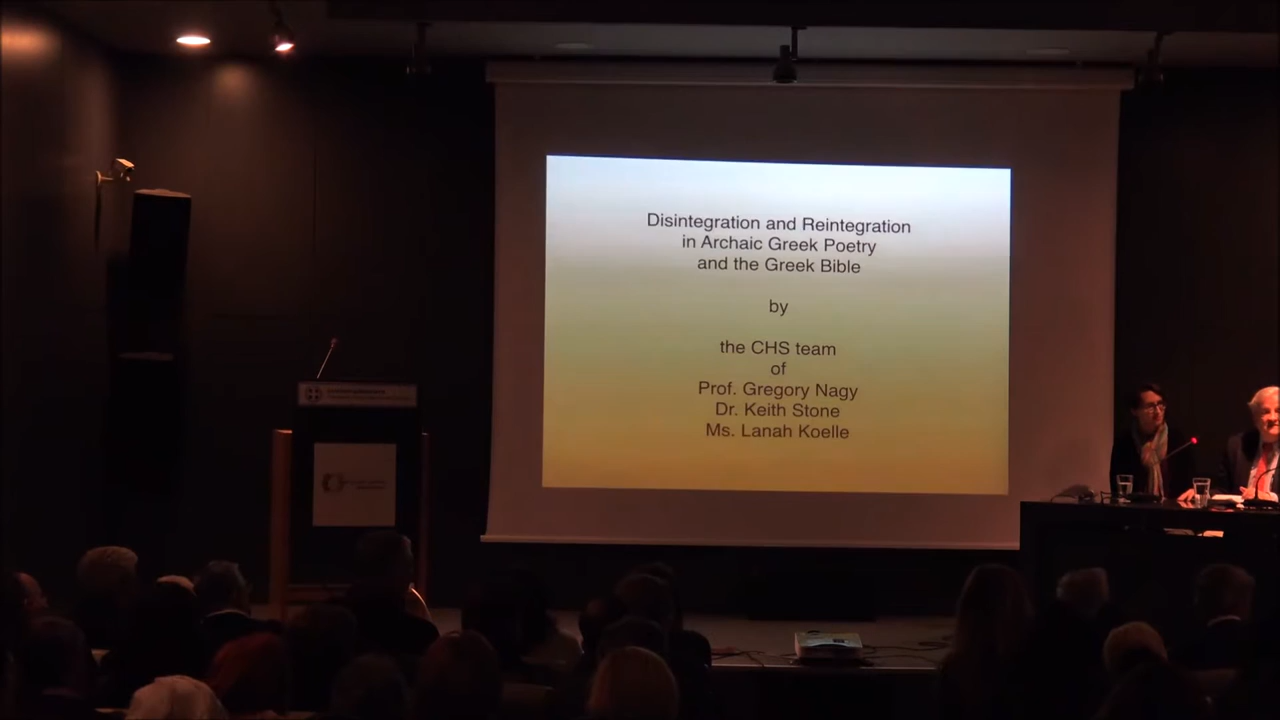 Disintegration and Reintegration
in Archaic Greek Poetry
and the Greek Bible
by
the CHS team
of
Prof. Gregory Nagy
Dr. Keith Stone
Ms. Lanah Koelle